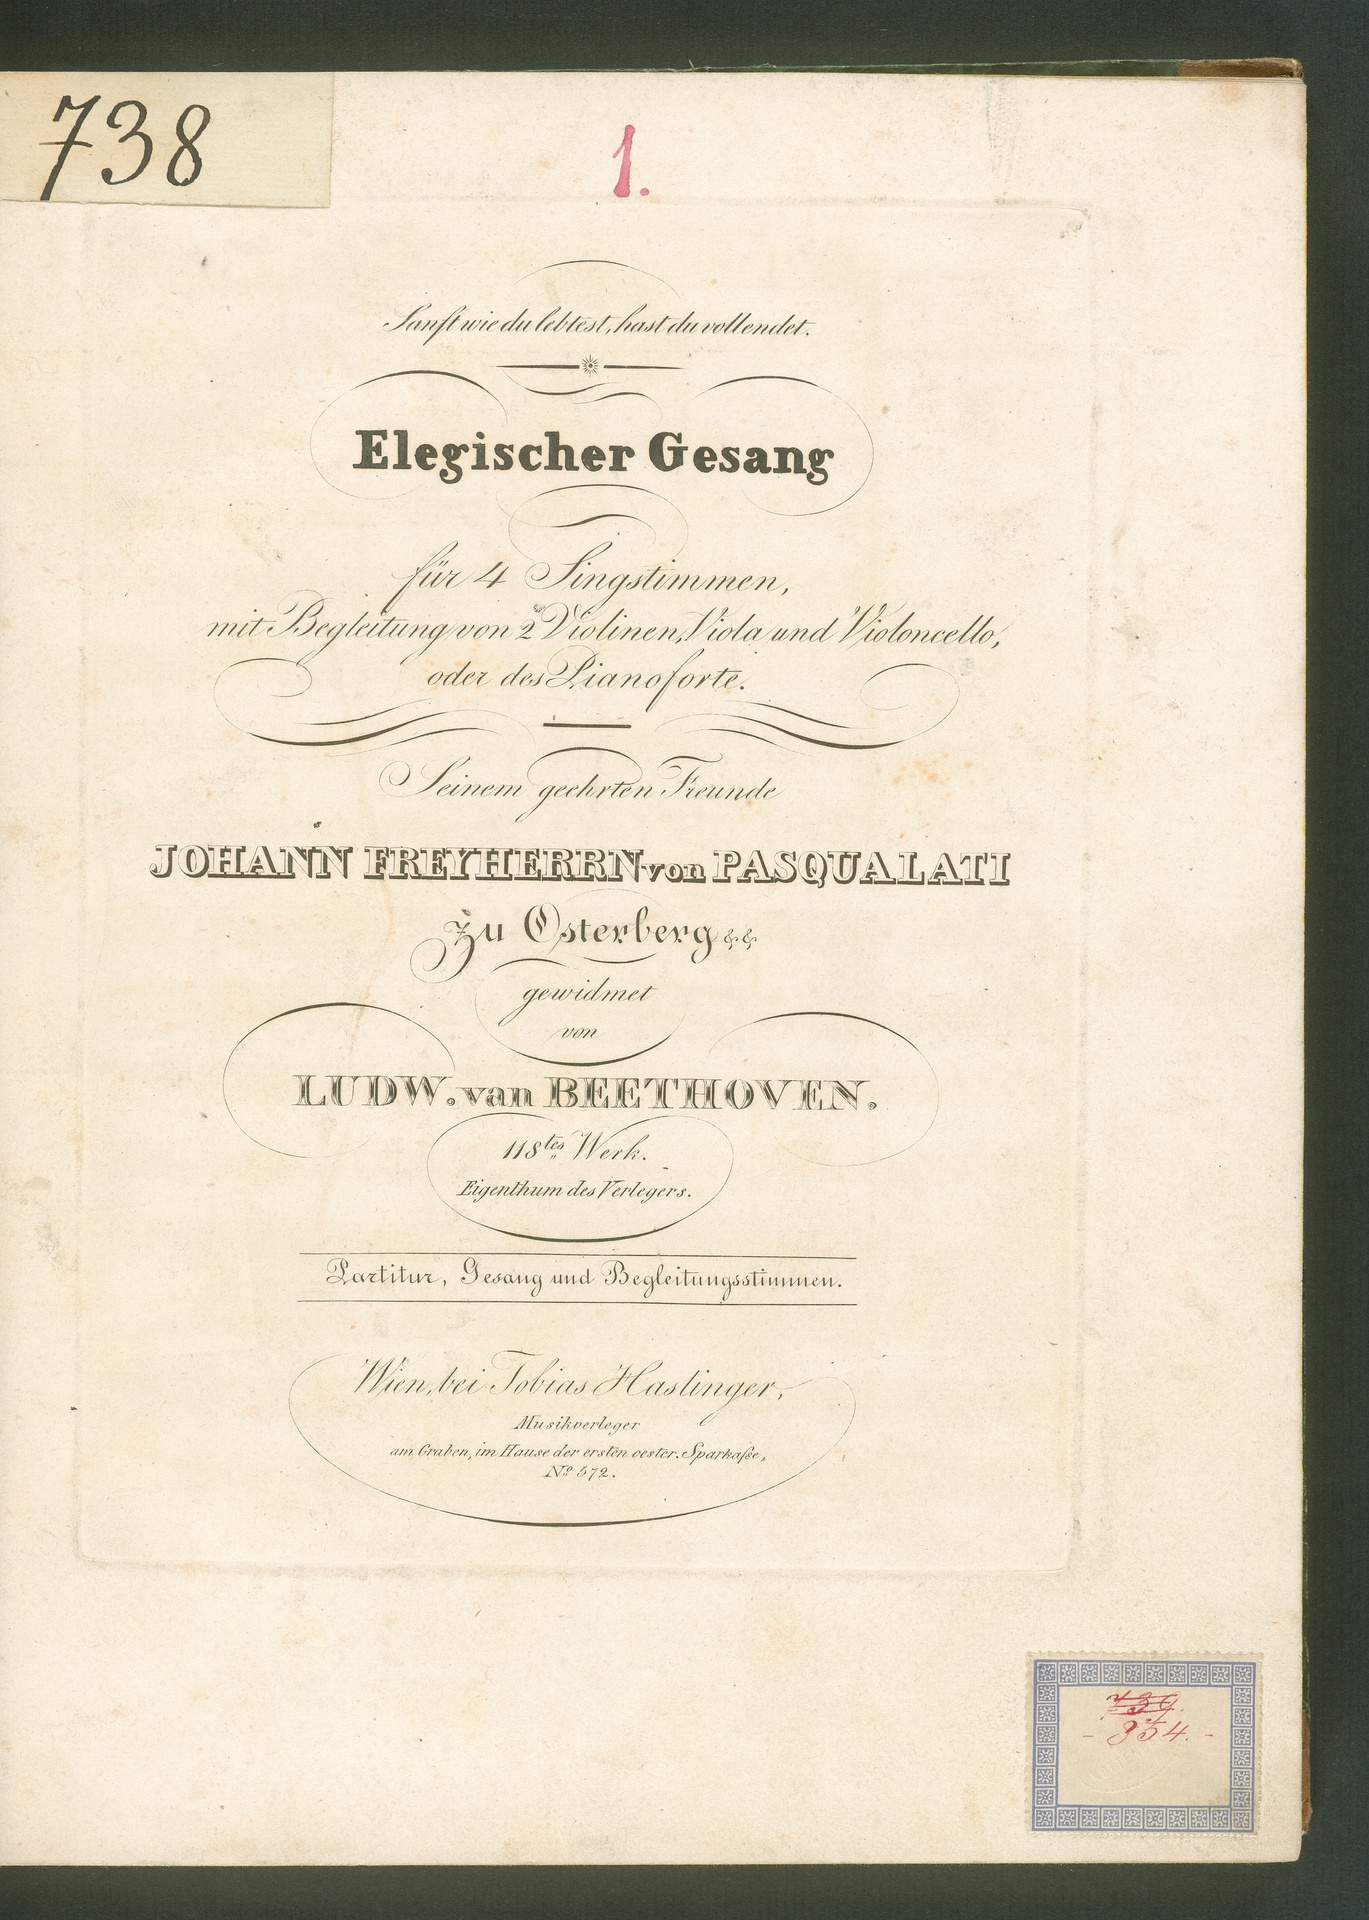 738
1.
Sanft wie du lebtest, hast du vollendet.
Elegischer Gesang
für 4 Singstimmen,
mit Begleitung von 2 Violinen, Viola und Violoncello,
oder des Pianoforte.
Seinem geehrten Freunde
JOHANN FREYHERRN von PASQUALATI
zu Osterberg &&
gewidmet
von
LUDW. van BEETHOVEN.
118tes Werk.
Eigenthum des Verlegers.
Partitur, Gesang und Begleitungsstimmen.
Wien, bei Tobias Haslinger,
Musikverleger
am Graben, im Hause der ersten oester. Sparkaſse,
No 572.
739.
- 354. -